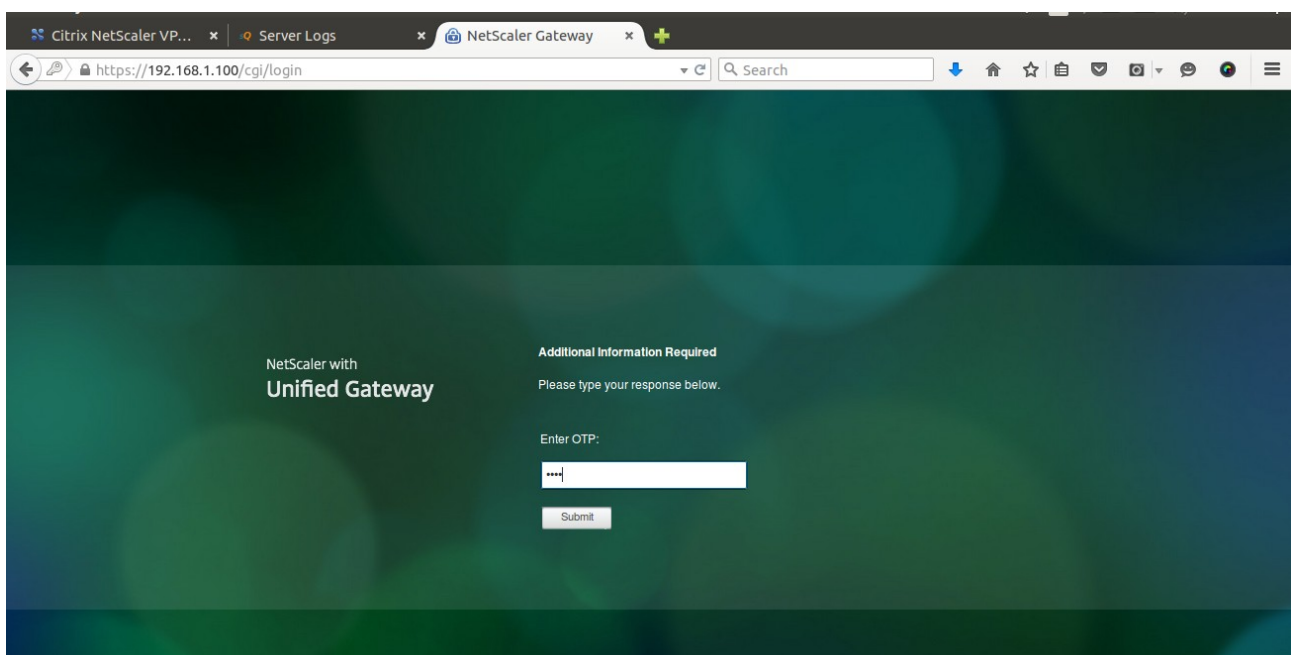 Citrix NetScaler VP... × Server Logs × NetScaler Gateway ×
https://192.168.1.100/cgi/login Search
NetScaler with
Unified Gateway
Additional Information Required
Please type your response below.
Enter OTP:
••••
Submit